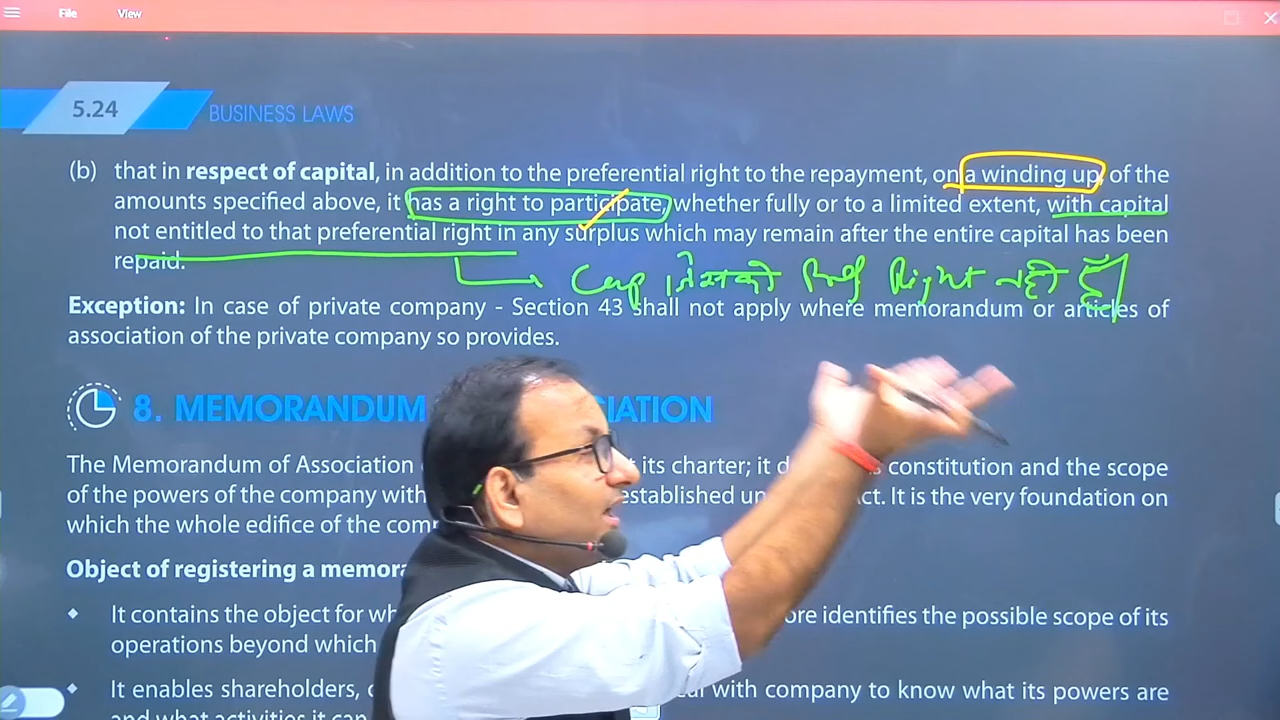 File View
5.24 BUSINESS LAWS
(b) that in respect of capital, in addition to the preferential right to the repayment, on a winding up, of the
amounts specified above, it has a right to participate, whether fully or to a limited extent, with capital
not entitled to that preferential right in any surplus which may remain after the entire capital has been
repaid.
Cap जिसको Pref Right नहीं है।
Exception: In case of private company - Section 43 shall not apply where memorandum or articles of
association of the private company so provides.
8. MEMORANDUM
The Memorandum of Association its charter; it constitution and the scope
of the powers of the company established Act. It is the very foundation on
which the whole edifice of the
Object of registering a
It contains the object for identifies the possible scope of its
operations beyond which
It enables shareholders, with company to know what its powers are
and what activities it can